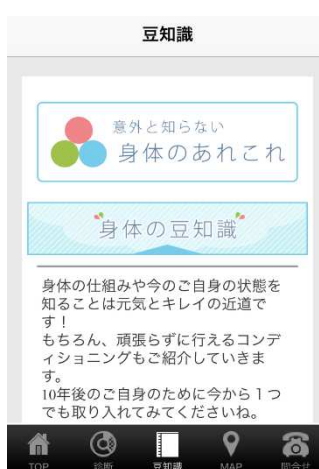 豆知識
意外と知らない
身体のあれこれ
身体の豆知識
身体の仕組みや今のご自身の状態を
知ることは元気とキレイの近道で
す！
もちろん、頑張らずに行えるコンデ
ィショニングもご紹介していきま
す。
10年後のご自身のために今から１つ
でも取り入れてみてくださいね。
TOP 診断 豆知識 MAP 問合せ